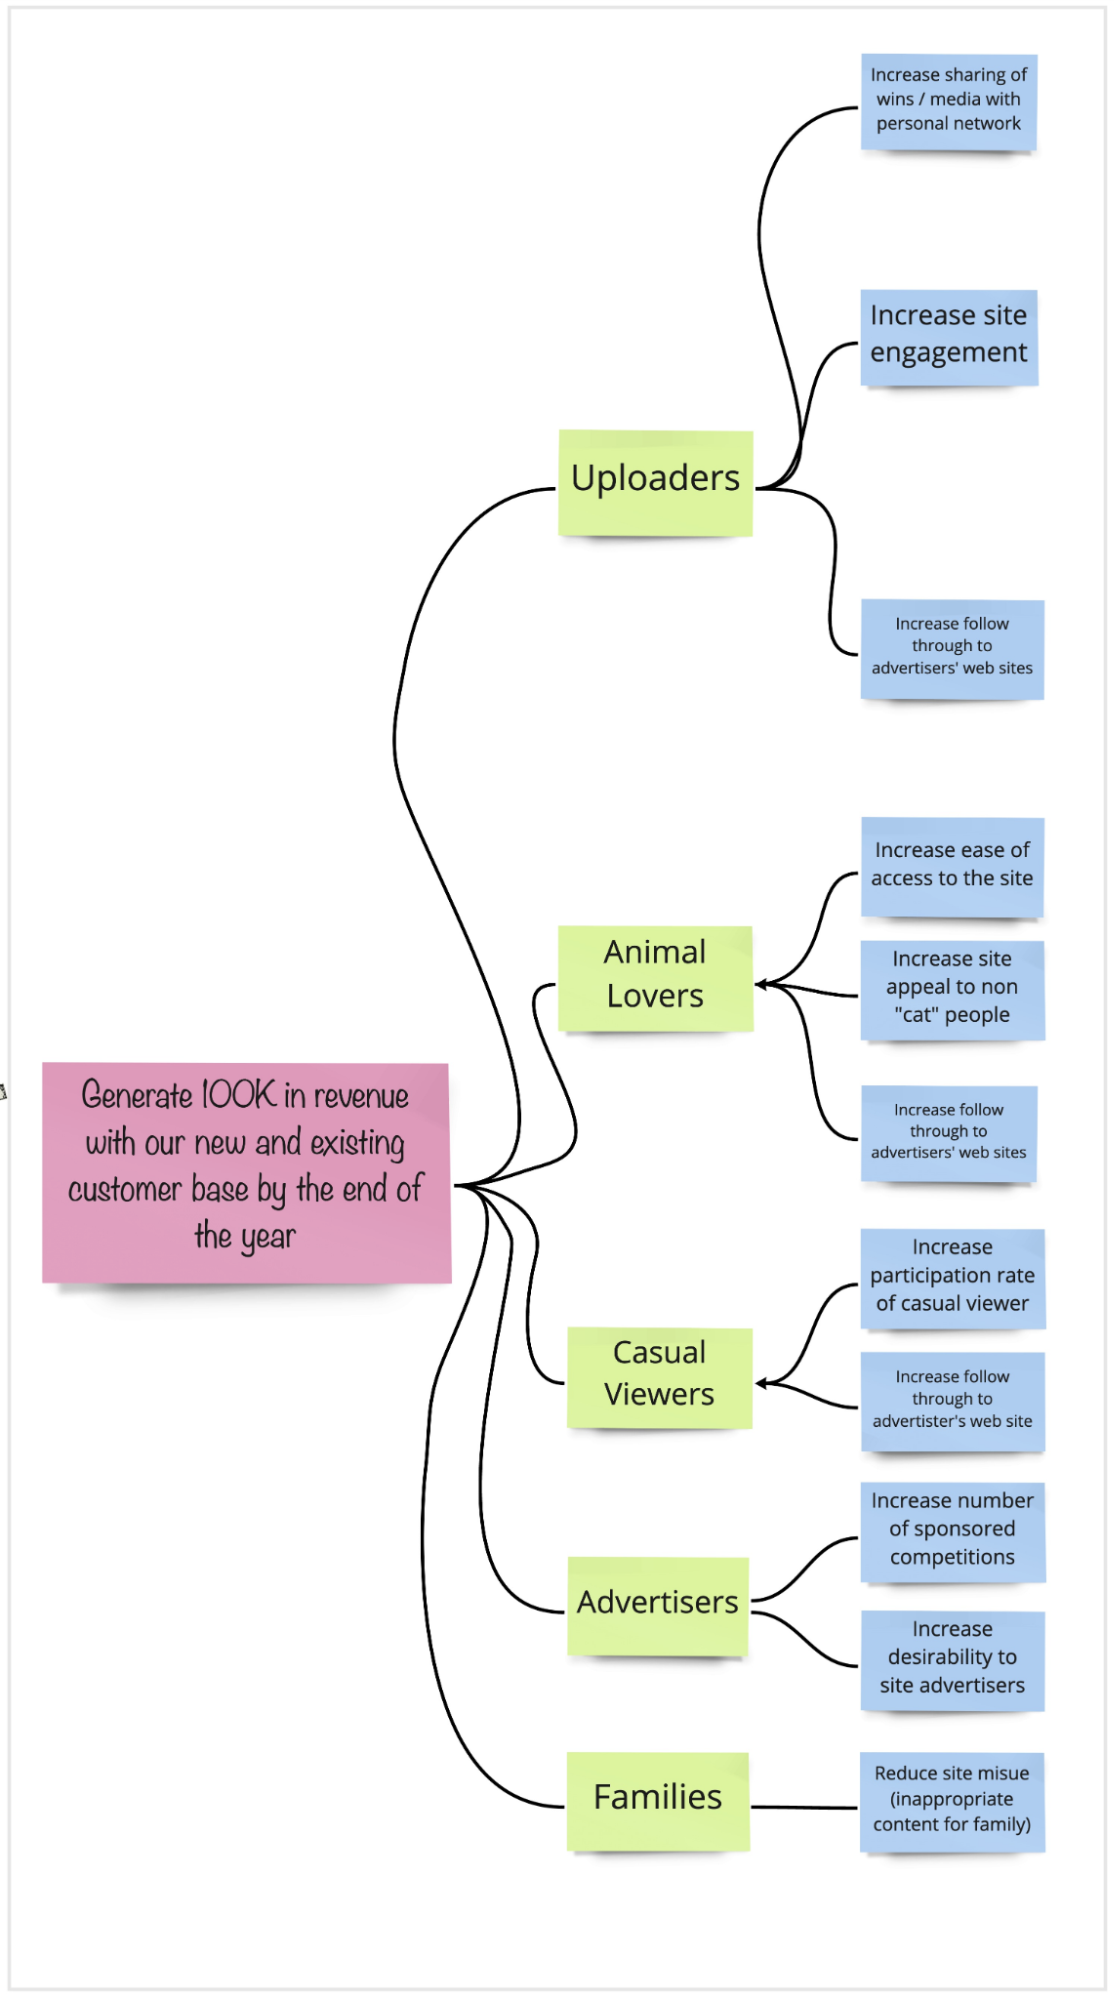 Increase sharing of
wins / media with
personal network
Increase site
engagement
Uploaders
Increase follow
through to
advertisers' web sites
Increase ease of
access to the site
Animal
Lovers
Increase site
appeal to non
"cat" people
Increase follow
through to
advertisers' web sites
Generate 100K in revenue
with our new and existing
customer base by the end of
the year
Increase
participation rate
of casual viewer
Casual
Viewers
Increase follow
through to
advertister's web site
Increase number
of sponsored
competitions
Advertisers
Increase
desirability to
site advertisers
Families
Reduce site misue
(inappropriate
content for family)